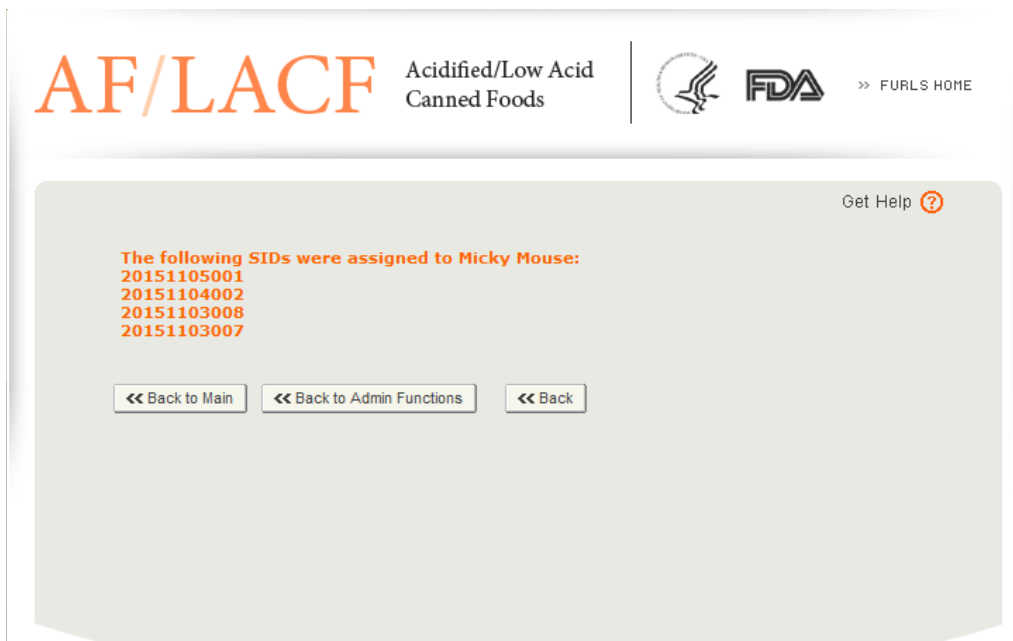 AF/LACF
Acidified/Low Acid
Canned Foods
FDA
>> FURLS HOME
Get Help ?
The following SIDs were assigned to Micky Mouse:
20151105001
20151104002
20151103008
20151103007
<< Back to Main
<< Back to Admin Functions
<< Back